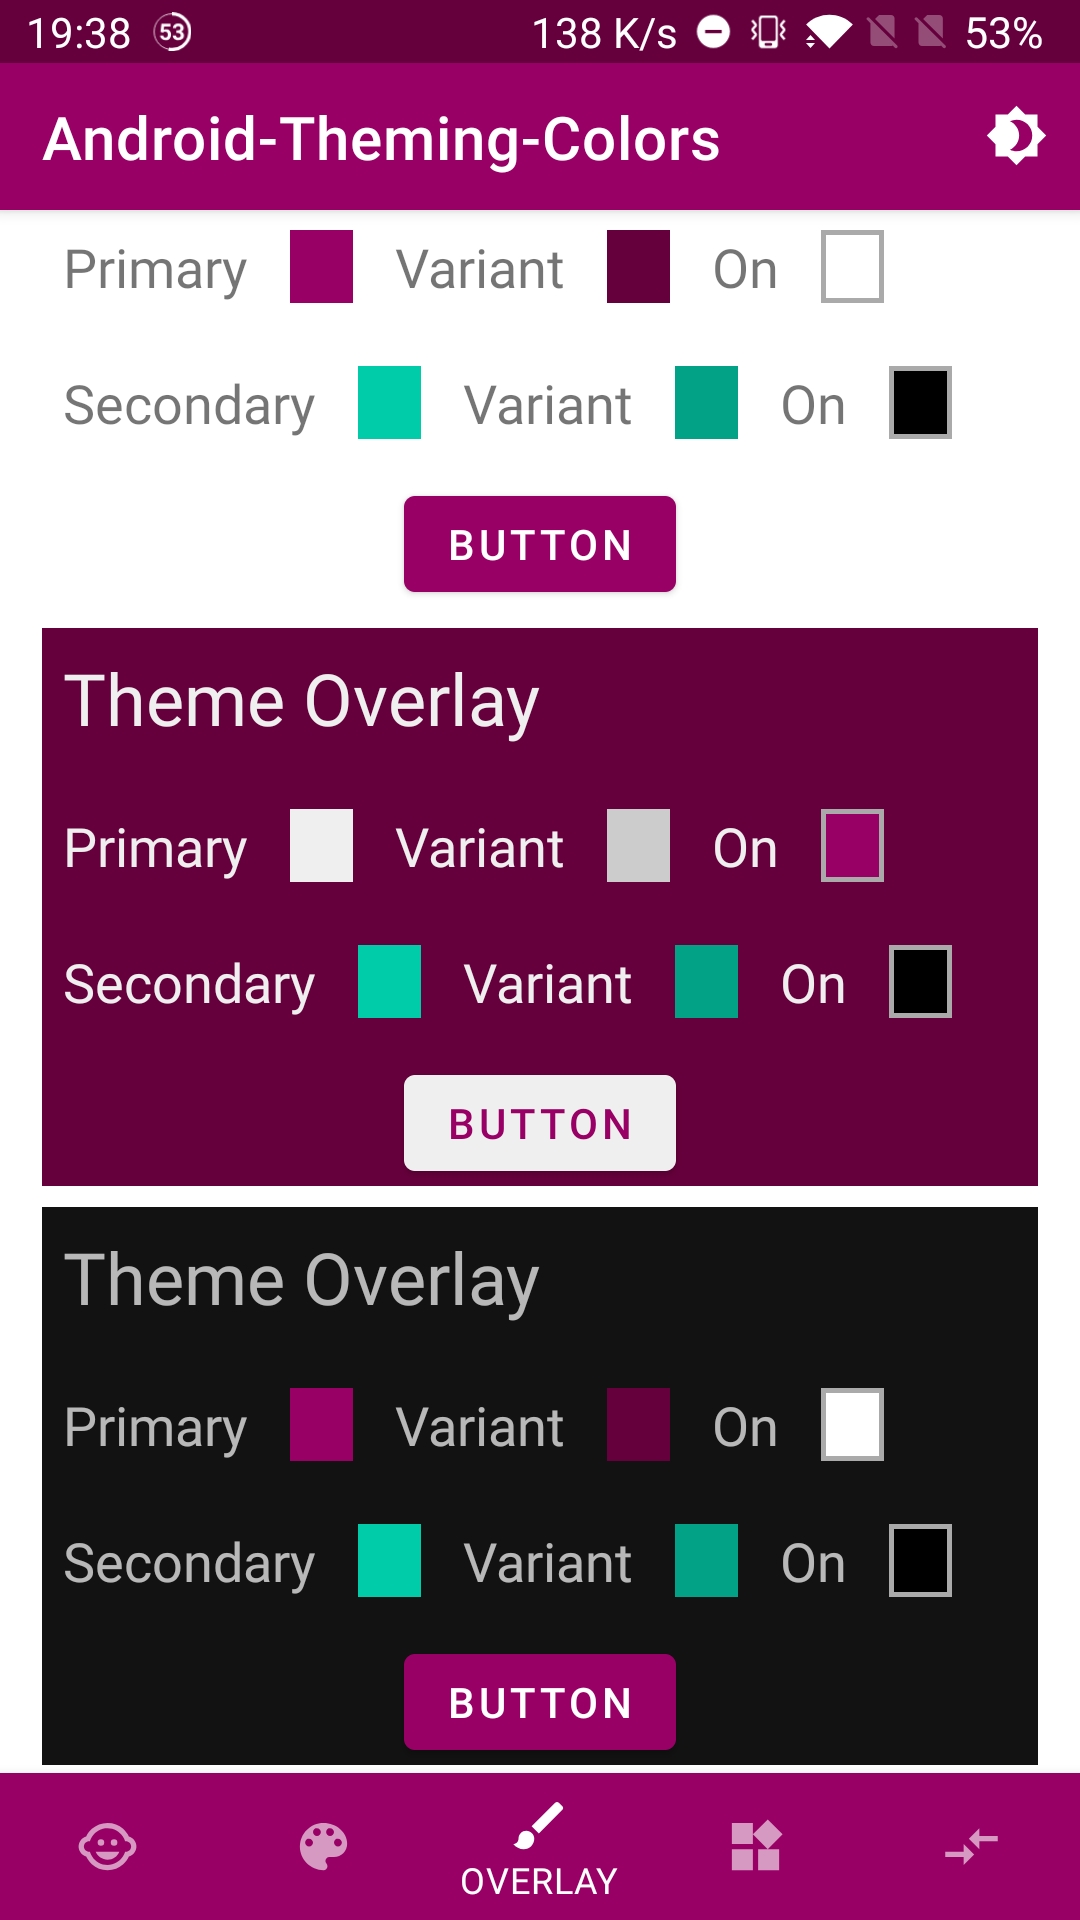 19:38 53 138 K/s 53%
Android-Theming-Colors
Primary Variant On
Secondary Variant On
BUTTON
Theme Overlay
Primary Variant On
Secondary Variant On
BUTTON
Theme Overlay
Primary Variant On
Secondary Variant On
BUTTON
OVERLAY